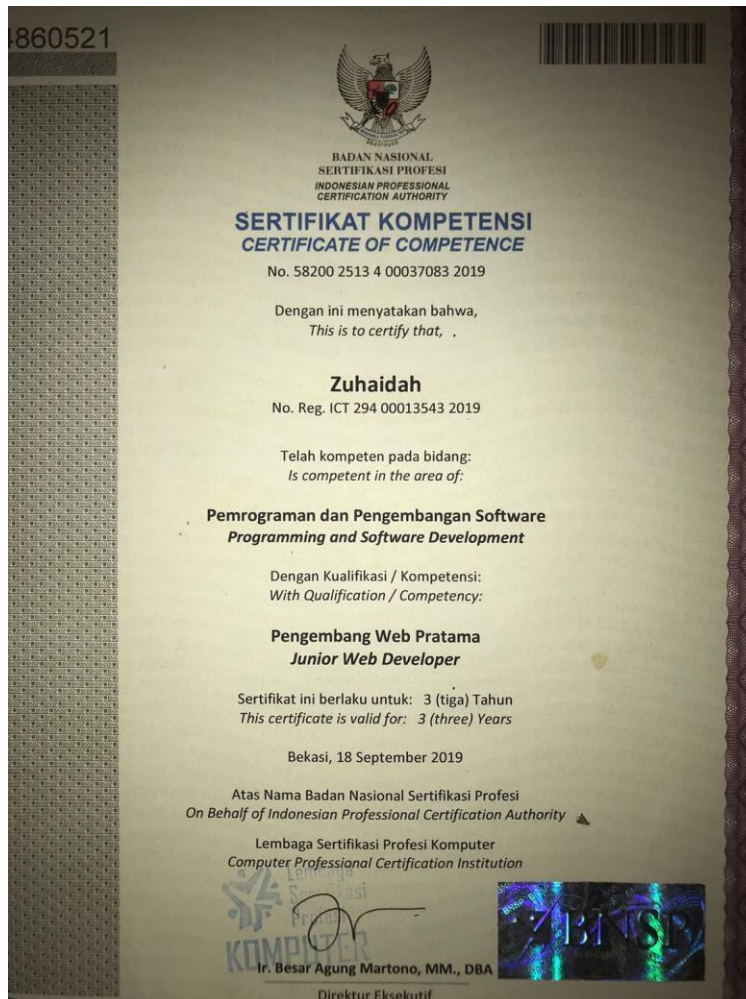 4860521
BADAN NASIONAL
SERTIFIKASI PROFESI
INDONESIAN PROFESSIONAL
CERTIFICATION AUTHORITY
SERTIFIKAT KOMPETENSI
CERTIFICATE OF COMPETENCE
No. 58200 2513 4 00037083 2019
Dengan ini menyatakan bahwa,
This is to certify that,
Zuhaidah
No. Reg. ICT 294 00013543 2019
Telah kompeten pada bidang:
Is competent in the area of:
Pemrograman dan Pengembangan Software
Programming and Software Development
Dengan Kualifikasi / Kompetensi:
With Qualification / Competency:
Pengembang Web Pratama
Junior Web Developer
Sertifikat ini berlaku untuk: 3 (tiga) Tahun
This certificate is valid for: 3 (three) Years
Bekasi, 18 September 2019
Atas Nama Badan Nasional Sertifikasi Profesi
On Behalf of Indonesian Professional Certification Authority
Lembaga Sertifikasi Profesi Komputer
Computer Professional Certification Institution
Lembaga
Sertifikasi
Profesi
KOMPUTER
BNSP
Ir. Besar Agung Martono, MM., DBA
Direktur Eksekutif